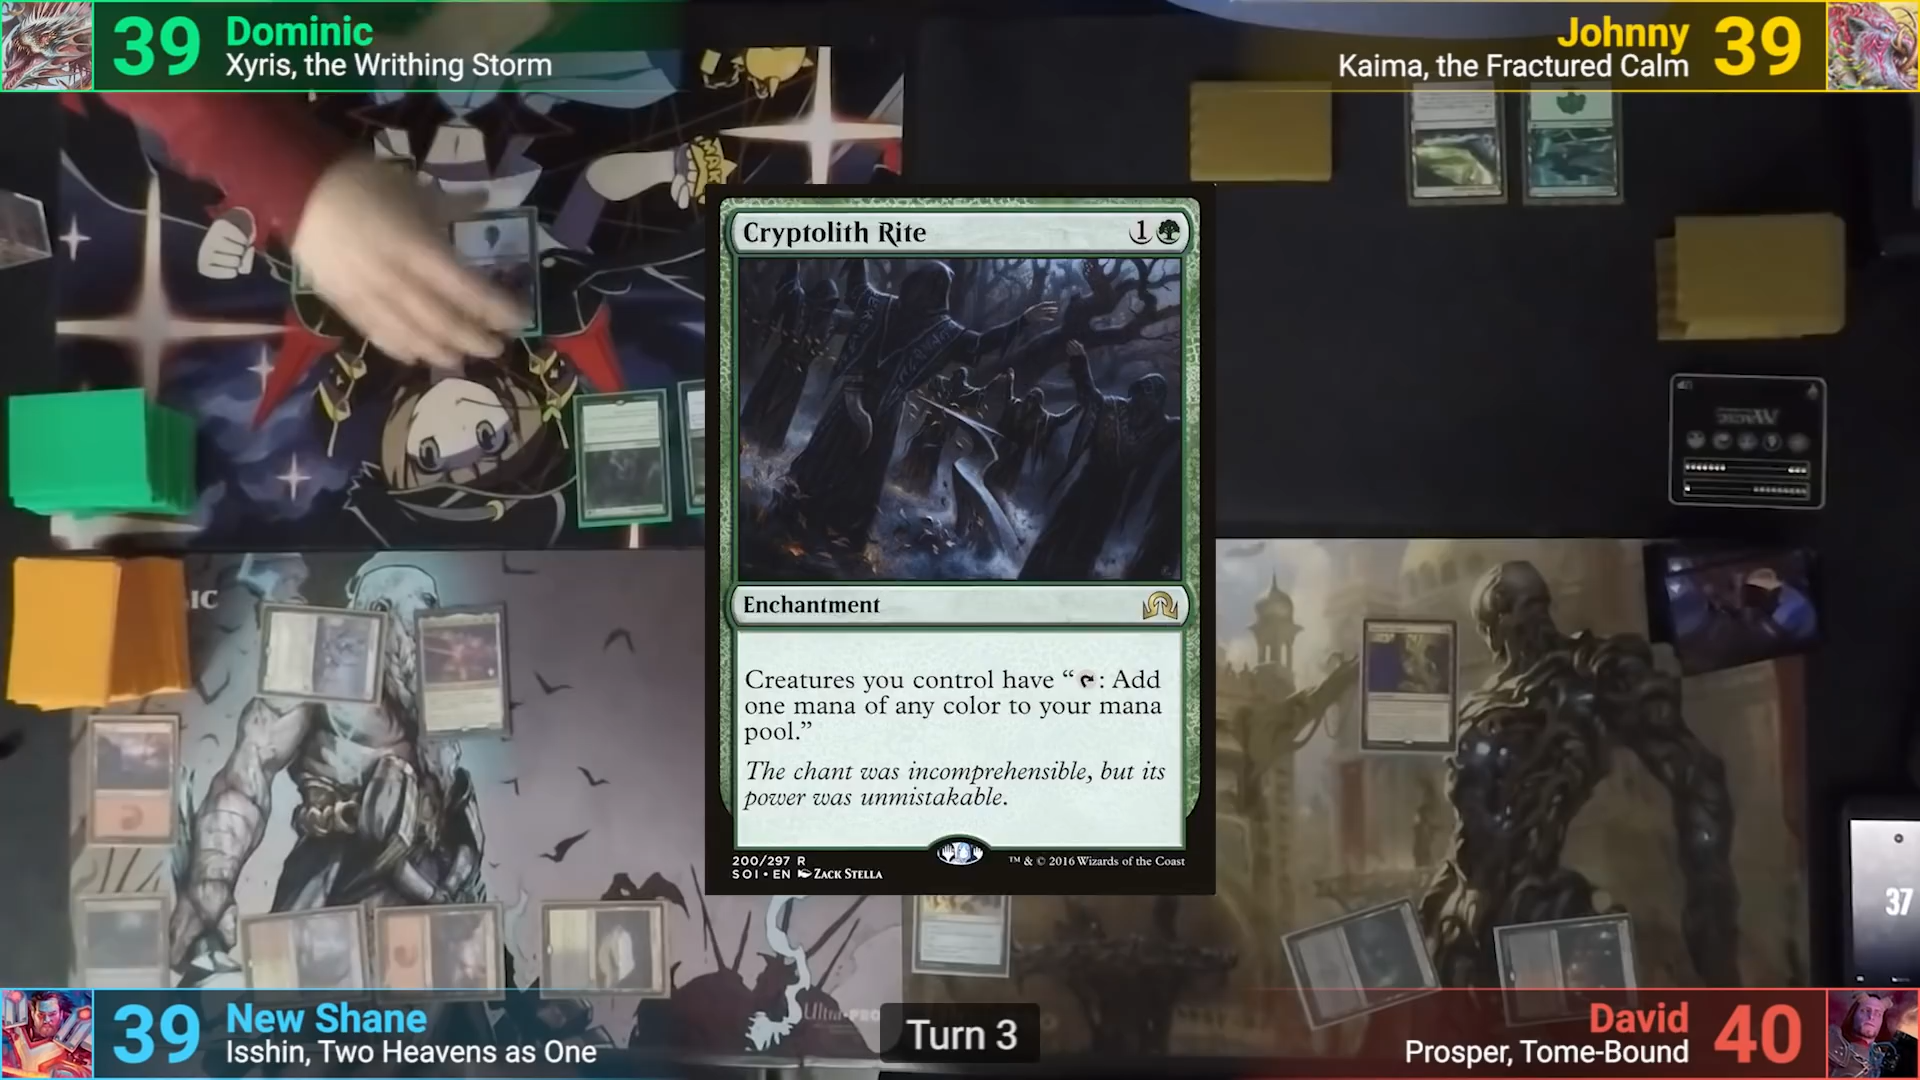 39
Dominic
Xyris, the Writhing Storm
Johnny
39
Kaima, the Fractured Calm
Cryptolith Rite
1
Enchantment
Creatures you control have “ : Add
one mana of any color to your mana
pool.”
The chant was incomprehensible, but its
power was unmistakable.
200/297 R
SOI • EN ZACK STELLA
™ & © 2016 Wizards of the Coast
37
39
New Shane
Isshin, Two Heavens as One
Turn 3
David
40
Prosper, Tome-Bound